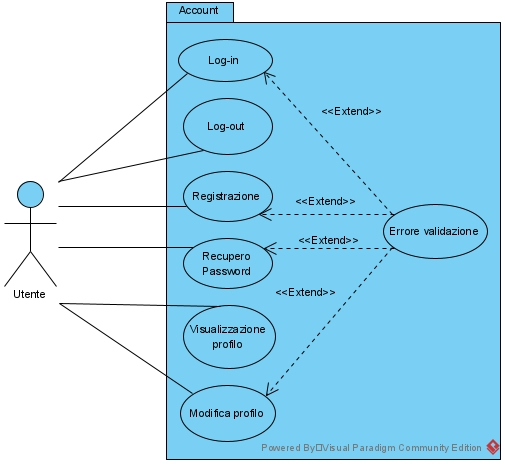 Account
Log-in
<<Extend>>
Log-out
Registrazione
<<Extend>>
Errore validazione
<<Extend>>
Recupero
Password
Utente
<<Extend>>
Visualizzazione
profilo
Modifica profilo
Powered By□Visual Paradigm Community Edition